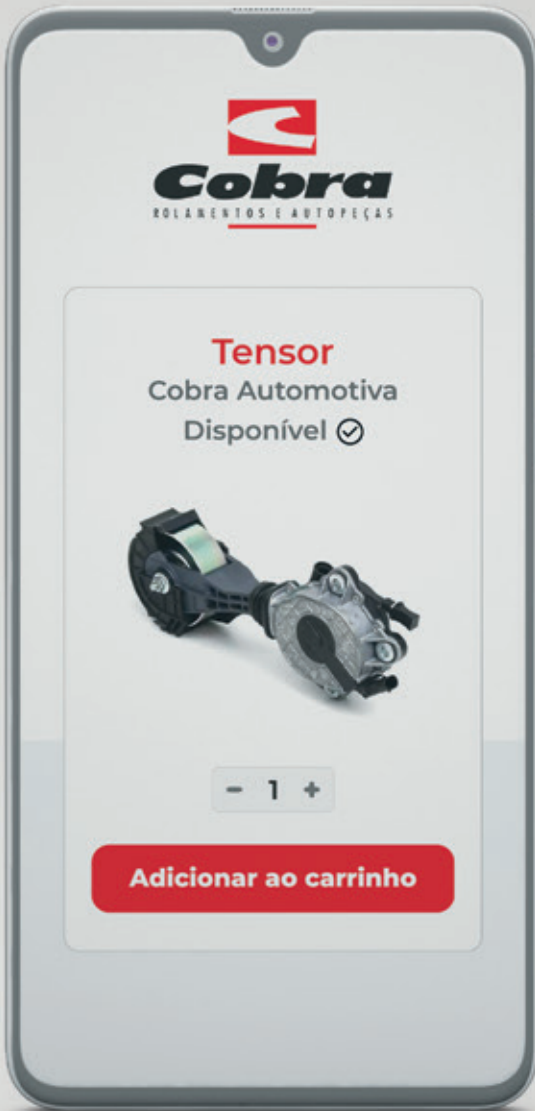 Cobra
ROLAMENTOS E AUTOPEÇAS
Tensor
Cobra Automotiva
Disponível
- 1 +
Adicionar ao carrinho